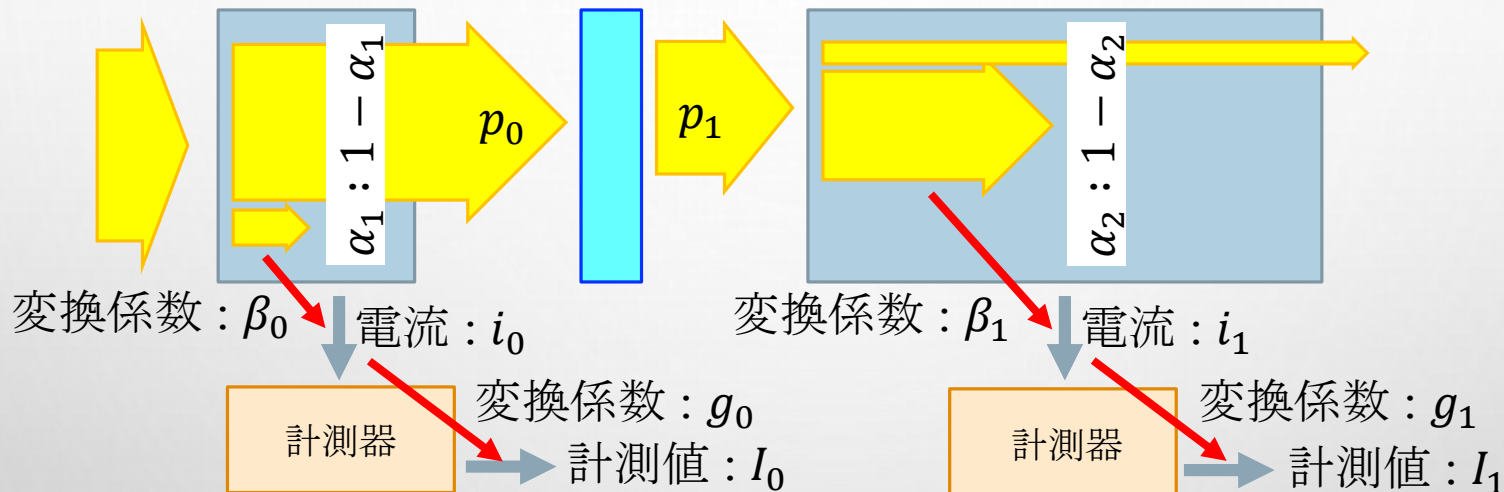 α₁ : 1 − α₁
p₀
p₁
α₂ : 1 − α₂
変換係数 : β₀
電流 : i₀
変換係数 : β₁
電流 : i₁
変換係数 : g₀
変換係数 : g₁
計測器
計測値 : I₀
計測器
計測値 : I₁